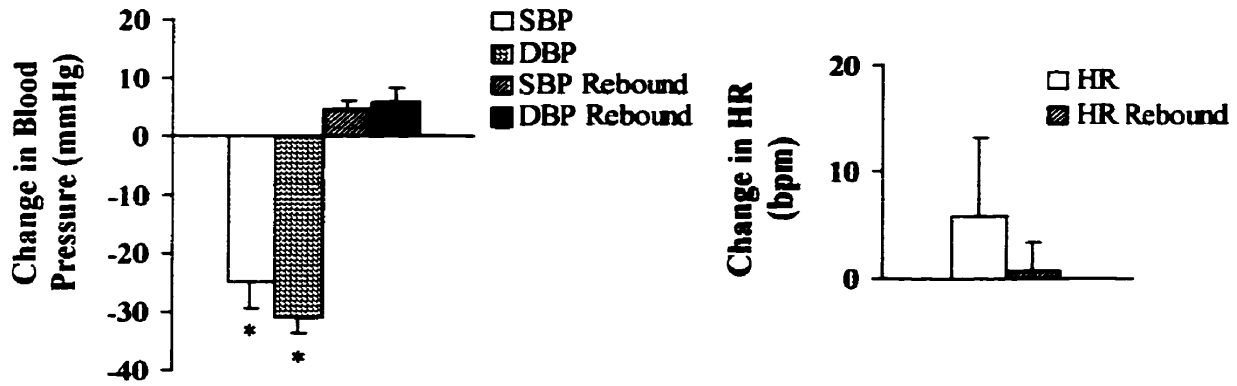 Change in Blood
Pressure (mmHg)
20
10
0
-10
-20
-30
-40
*
*
SBP
DBP
SBP Rebound
DBP Rebound
Change in HR
(bpm)
20
10
0
HR
HR Rebound